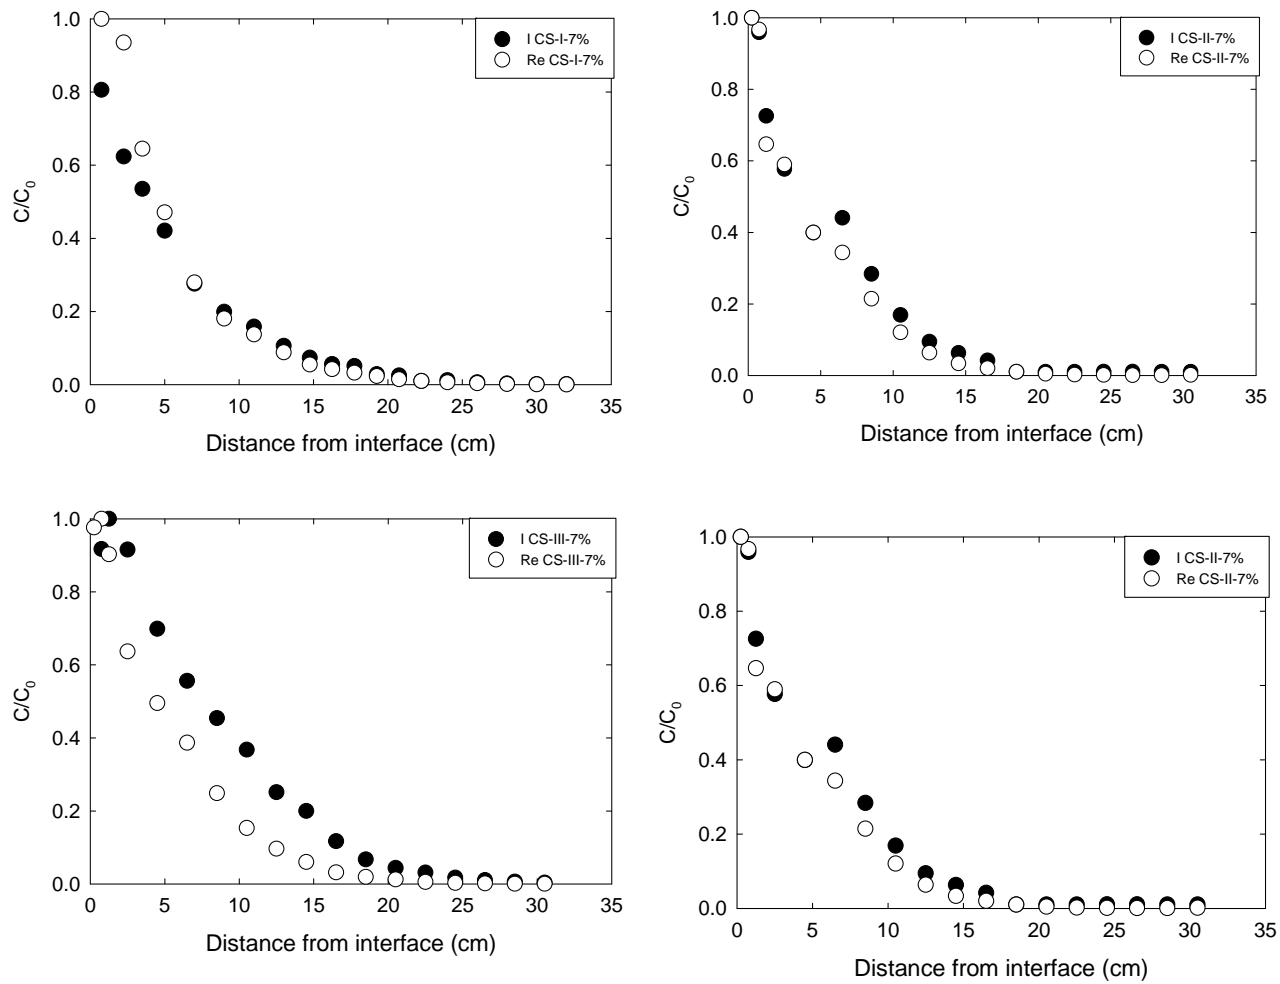 I CS-I-7%
Re CS-I-7%
1.0
0.8
0.6
0.4
0.2
0.0
C/C0
0 5 10 15 20 25 30 35
Distance from interface (cm)
I CS-II-7%
Re CS-II-7%
1.0
0.8
0.6
0.4
0.2
0.0
C/C0
0 5 10 15 20 25 30 35
Distance from interface (cm)
I CS-III-7%
Re CS-III-7%
1.0
0.8
0.6
0.4
0.2
0.0
C/C0
0 5 10 15 20 25 30 35
Distance from interface (cm)
I CS-II-7%
Re CS-II-7%
1.0
0.8
0.6
0.4
0.2
0.0
C/C0
0 5 10 15 20 25 30 35
Distance from interface (cm)